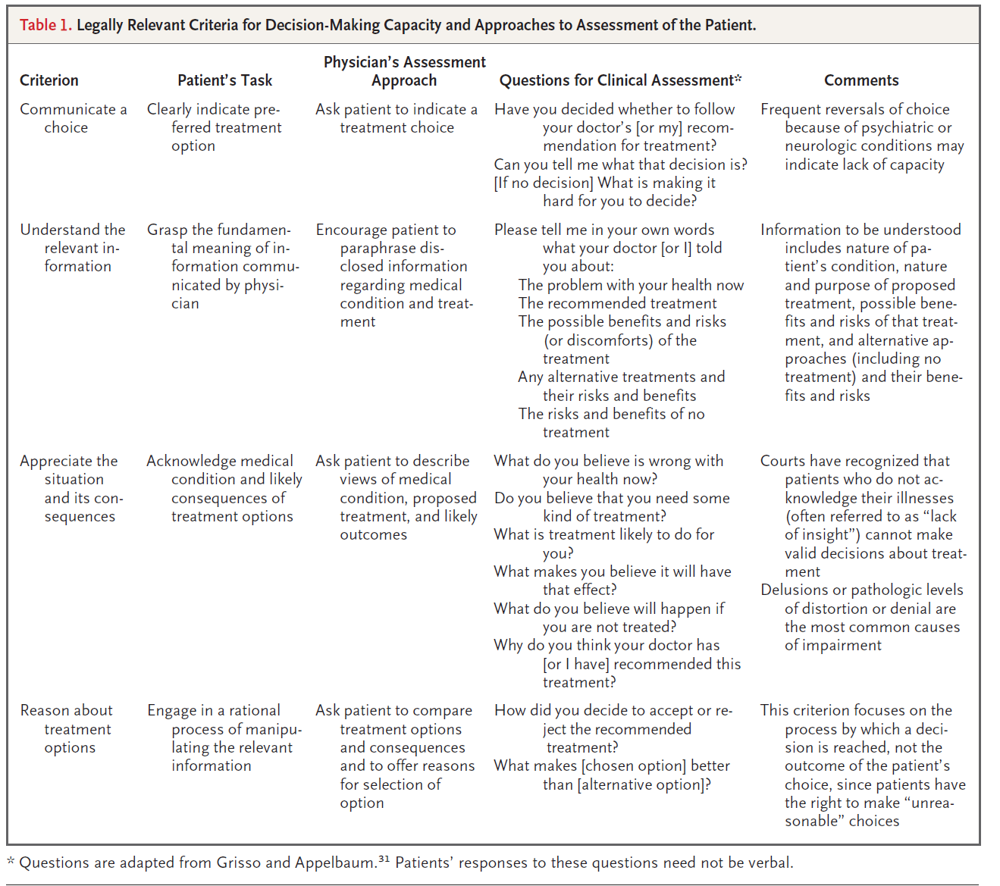 Table 1. Legally Relevant Criteria for Decision-Making Capacity and Approaches to Assessment of the Patient.
Criterion
Patient’s Task
Physician’s Assessment
Approach
Questions for Clinical Assessment*
Comments
Communicate a
choice
Clearly indicate pre-
ferred treatment
option
Ask patient to indicate a
treatment choice
Have you decided whether to follow
your doctor’s [or my] recom-
mendation for treatment?
Can you tell me what that decision is?
[If no decision] What is making it
hard for you to decide?
Frequent reversals of choice
because of psychiatric or
neurologic conditions may
indicate lack of capacity
Understand the
relevant in-
formation
Grasp the fundamen-
tal meaning of in-
formation commu-
nicated by physi-
cian
Encourage patient to
paraphrase dis-
closed information
regarding medical
condition and treat-
ment
Please tell me in your own words
what your doctor [or I] told
you about:
The problem with your health now
The recommended treatment
The possible benefits and risks
(or discomforts) of the
treatment
Any alternative treatments and
their risks and benefits
The risks and benefits of no
treatment
Information to be understood
includes nature of pa-
tient’s condition, nature
and purpose of proposed
treatment, possible bene-
fits and risks of that treat-
ment, and alternative ap-
proaches (including no
treatment) and their bene-
fits and risks
Appreciate the
situation
and its con-
sequences
Acknowledge medical
condition and likely
consequences of
treatment options
Ask patient to describe
views of medical
condition, proposed
treatment, and likely
outcomes
What do you believe is wrong with
your health now?
Do you believe that you need some
kind of treatment?
What is treatment likely to do for
you?
What makes you believe it will have
that effect?
What do you believe will happen if
you are not treated?
Why do you think your doctor has
[or I have] recommended this
treatment?
Courts have recognized that
patients who do not ac-
knowledge their illnesses
(often referred to as “lack
of insight”) cannot make
valid decisions about treat-
ment
Delusions or pathologic levels
of distortion or denial are
the most common causes
of impairment
Reason about
treatment
options
Engage in a rational
process of manipu-
lating the relevant
information
Ask patient to compare
treatment options
and consequences
and to offer reasons
for selection of
option
How did you decide to accept or re-
ject the recommended
treatment?
What makes [chosen option] better
than [alternative option]?
This criterion focuses on the
process by which a deci-
sion is reached, not the
outcome of the patient’s
choice, since patients have
the right to make “unrea-
sonable” choices
* Questions are adapted from Grisso and Appelbaum.³¹ Patients’ responses to these questions need not be verbal.